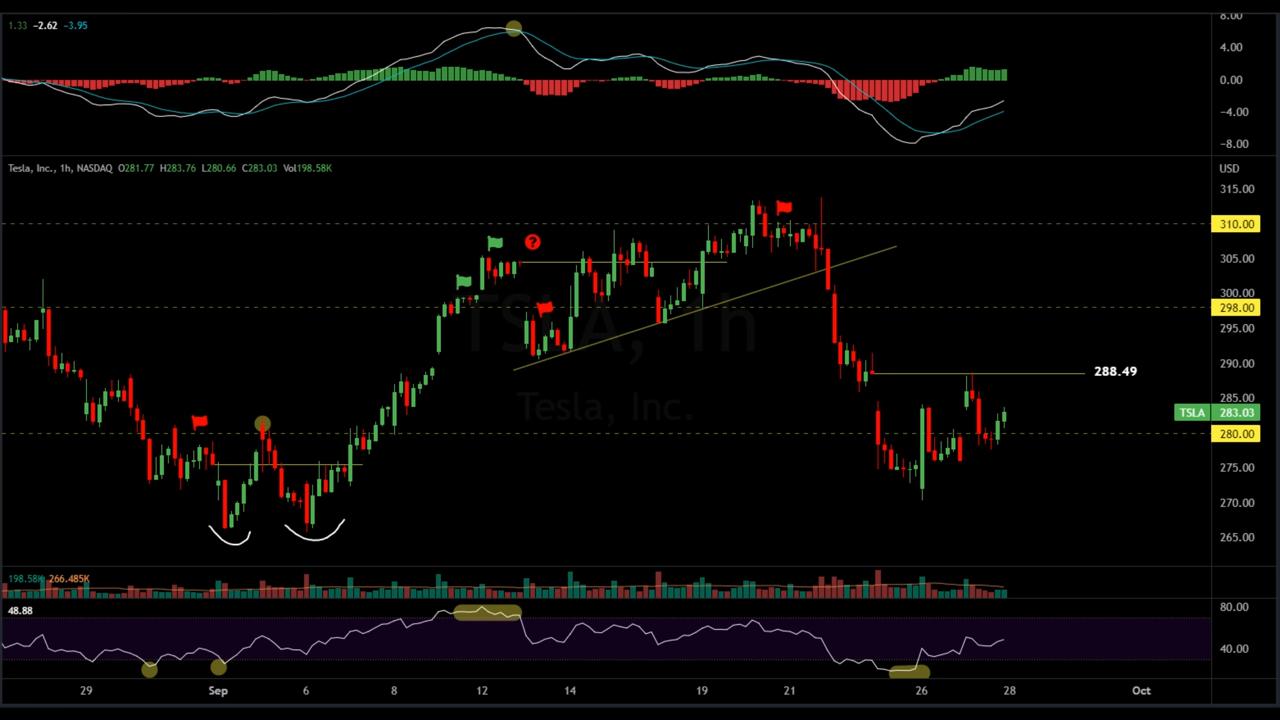 1.33 −2.62 −3.95
8.00
4.00
0.00
−4.00
−8.00
Tesla, Inc., 1h, NASDAQ O281.77 H283.76 L280.66 C283.03 Vol198.58K
USD
315.00
310.00
305.00
300.00
298.00
295.00
290.00
288.49
285.00
TSLA 283.03
280.00
275.00
270.00
265.00
?
TSLA, 1h
Tesla, Inc.
198.58K 266.485K
48.88
80.00
40.00
29 Sep 6 8 12 14 19 21 26 28 Oct